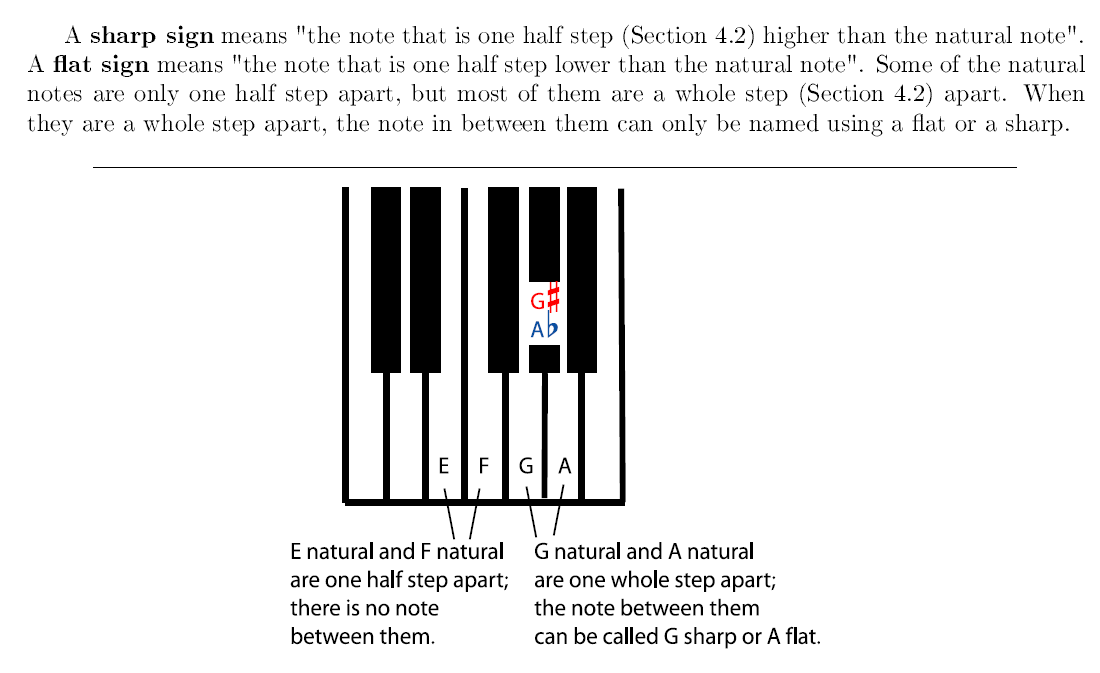 A sharp sign means "the note that is one half step (Section 4.2) higher than the natural note".
A flat sign means "the note that is one half step lower than the natural note". Some of the natural
notes are only one half step apart, but most of them are a whole step (Section 4.2) apart. When
they are a whole step apart, the note in between them can only be named using a flat or a sharp.
G♯
A♭
E F G A
E natural and F natural
are one half step apart;
there is no note
between them.
G natural and A natural
are one whole step apart;
the note between them
can be called G sharp or A flat.